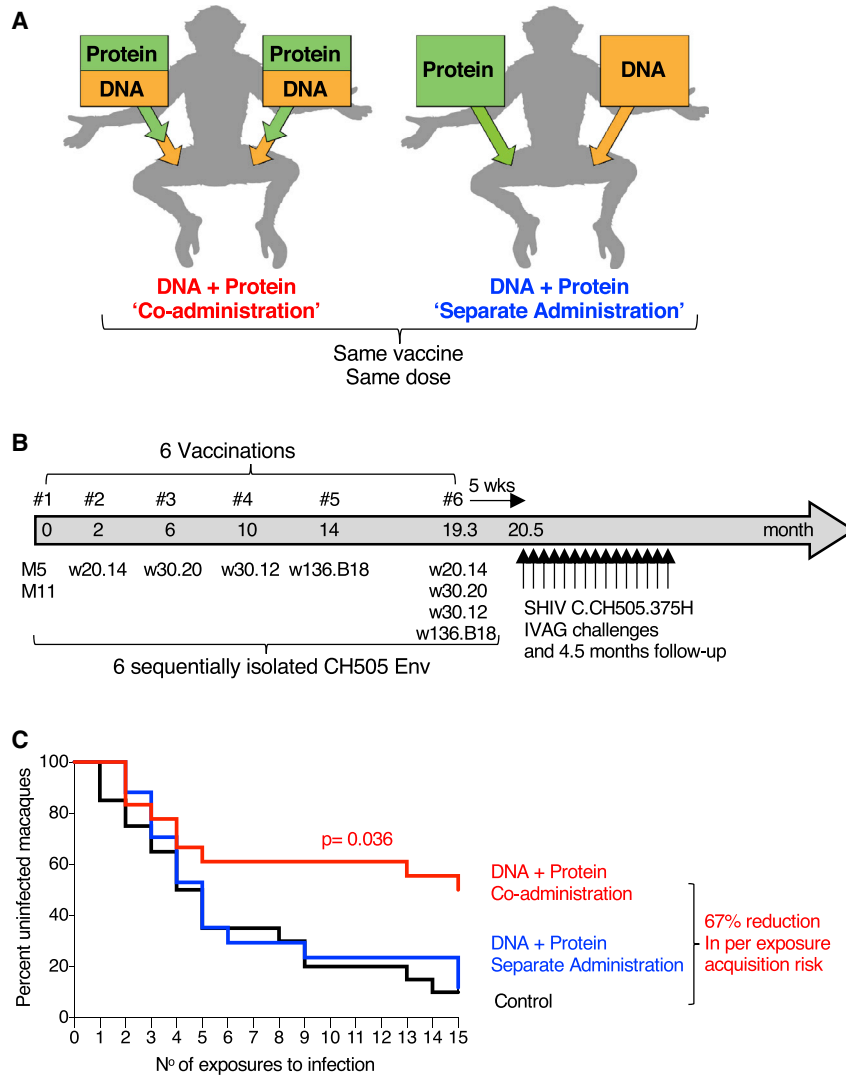 A
Protein
DNA
Protein
DNA
Protein
DNA
DNA + Protein
‘Co-administration’
DNA + Protein
‘Separate Administration’
Same vaccine
Same dose
B
6 Vaccinations
5 wks
#1 #2 #3 #4 #5 #6
0 2 6 10 14 19.3 20.5 month
M5 w20.14 w30.20 w30.12 w136.B18 w20.14
M11 w30.20
w30.12
w136.B18
SHIV C.CH505.375H
IVAG challenges
and 4.5 months follow-up
6 sequentially isolated CH505 Env
C
Percent uninfected macaques
100
80
60
40
20
0
0 1 2 3 4 5 6 7 8 9 10 11 12 13 14 15
Nº of exposures to infection
p= 0.036
DNA + Protein
Co-administration
DNA + Protein
Separate Administration
Control
67% reduction
In per exposure
acquisition risk